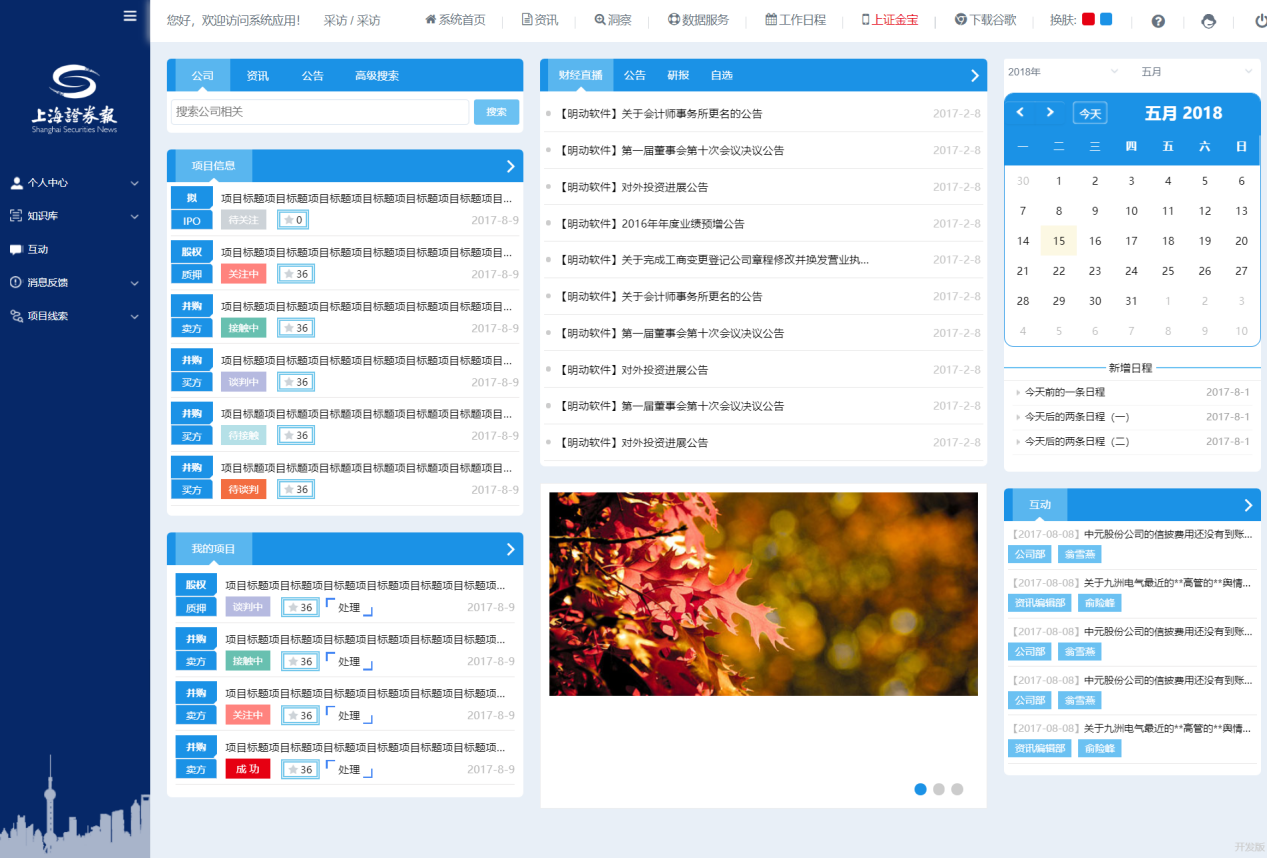 您好，欢迎访问系统应用！ 采访 / 采访 系统首页 资讯 洞察 数据服务 工作日程 上证金宝 下载谷歌 换肤:
上海證券報
Shanghai Securities News
个人中心
知识库
互动
消息反馈
项目线索
公司 资讯 公告 高级搜索
搜索公司相关 搜索
项目信息
拟 项目标题项目标题项目标题项目标题项目标题项目...
IPO 待关注 0 2017-8-9
股权 项目标题项目标题项目标题项目标题项目标题项目...
质押 关注中 36 2017-8-9
并购 项目标题项目标题项目标题项目标题项目标题项目...
卖方 接触中 36 2017-8-9
并购 项目标题项目标题项目标题项目标题项目标题项目...
买方 谈判中 36 2017-8-9
并购 项目标题项目标题项目标题项目标题项目标题项目...
买方 待接触 36 2017-8-9
并购 项目标题项目标题项目标题项目标题项目标题项目...
买方 待谈判 36 2017-8-9
我的项目
股权 项目标题项目标题项目标题项目标题项目标题项...
质押 谈判中 36 处理 2017-8-9
并购 项目标题项目标题项目标题项目标题项目标题项...
卖方 接触中 36 处理 2017-8-9
并购 项目标题项目标题项目标题项目标题项目标题项...
卖方 关注中 36 处理 2017-8-9
并购 项目标题项目标题项目标题项目标题项目标题项...
卖方 成 功 36 处理 2017-8-9
财经直播 公告 研报 自选
【明动软件】关于会计师事务所更名的公告 2017-2-8
【明动软件】第一届董事会第十次会议决议公告 2017-2-8
【明动软件】对外投资进展公告 2017-2-8
【明动软件】2016年年度业绩预增公告 2017-2-8
【明动软件】关于完成工商变更登记公司章程修改并换发营业执... 2017-2-8
【明动软件】关于会计师事务所更名的公告 2017-2-8
【明动软件】第一届董事会第十次会议决议公告 2017-2-8
【明动软件】对外投资进展公告 2017-2-8
【明动软件】第一届董事会第十次会议决议公告 2017-2-8
【明动软件】对外投资进展公告 2017-2-8
2018年 五月
今天 五月 2018
一 二 三 四 五 六 日
30 1 2 3 4 5 6
7 8 9 10 11 12 13
14 15 16 17 18 19 20
21 22 23 24 25 26 27
28 29 30 31 1 2 3
4 5 6 7 8 9 10
新增日程
今天前的一条日程 2017-8-1
今天后的两条日程（一） 2017-8-1
今天后的两条日程（二） 2017-8-1
互动
【2017-08-08】中元股份公司的信披费用还没有到账...
公司部 翁雪燕
【2017-08-08】关于九洲电气最近的**高管的**舆情...
资讯编辑部 俞险峰
【2017-08-08】中元股份公司的信披费用还没有到账...
公司部 翁雪燕
【2017-08-08】中元股份公司的信披费用还没有到账...
公司部 翁雪燕
【2017-08-08】关于九洲电气最近的**高管的**舆情...
资讯编辑部 俞险峰
开发版